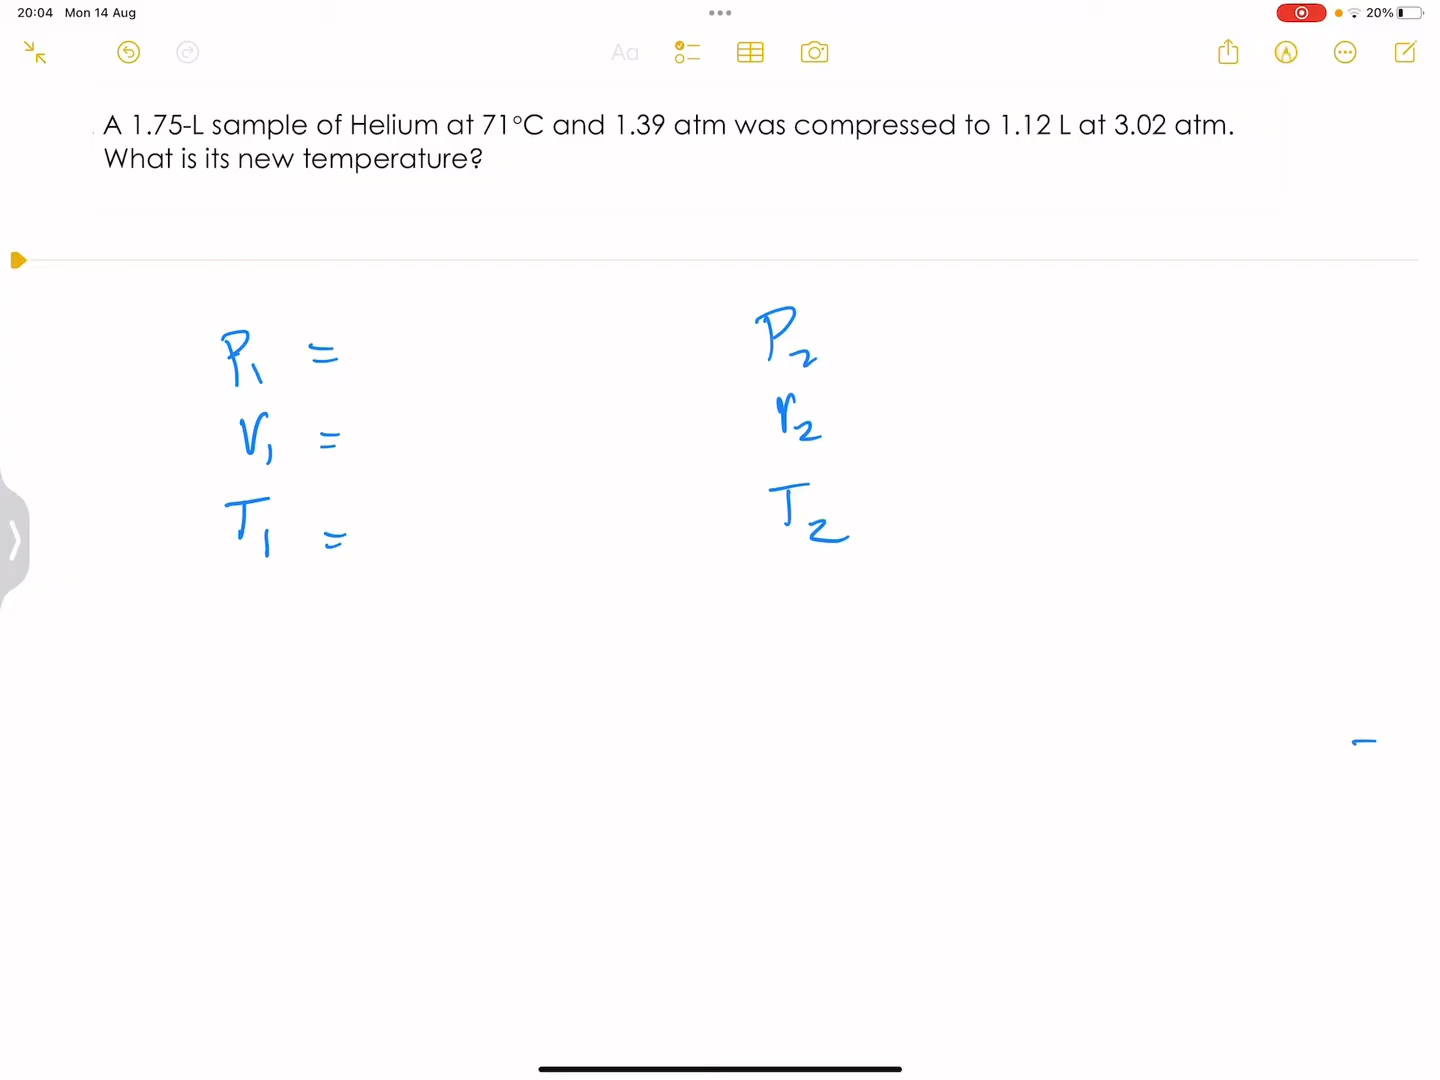 20:04 Mon 14 Aug
20%
Aa
A 1.75-L sample of Helium at 71°C and 1.39 atm was compressed to 1.12 L at 3.02 atm.
What is its new temperature?
P₁ =
P₂
V₁ =
V₂
T₁ =
T₂